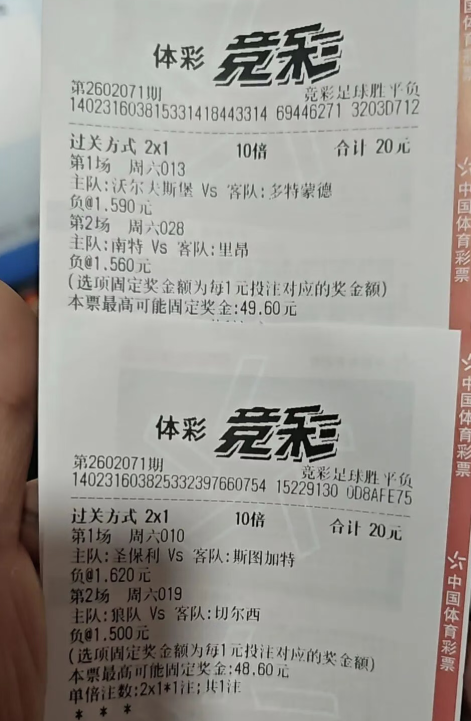 体彩 竞彩
第2602071期 竞彩足球胜平负
140231603815331418443314 69446271 3203D712
过关方式 2x1 10倍 合计 20元
第1场 周六013
主队:沃尔夫斯堡 Vs 客队:多特蒙德
负@1.590元
第2场 周六028
主队:南特 Vs 客队:里昂
负@1.560元
(选项固定奖金额为每1元投注对应的奖金额)
本票最高可能固定奖金:49.60元
体彩 竞彩
第2602071期 竞彩足球胜平负
140231603825332397660754 15229130 0D8AFE75
过关方式 2x1 10倍 合计 20元
第1场 周六010
主队:圣保利 Vs 客队:斯图加特
负@1.620元
第2场 周六019
主队:狼队 Vs 客队:切尔西
负@1.500元
(选项固定奖金额为每1元投注对应的奖金额)
本票最高可能固定奖金:48.60元
单倍注数:2x1*1注;共1注
* * *
中国体育
中国体育彩票
中国体育彩票
中国体育彩票